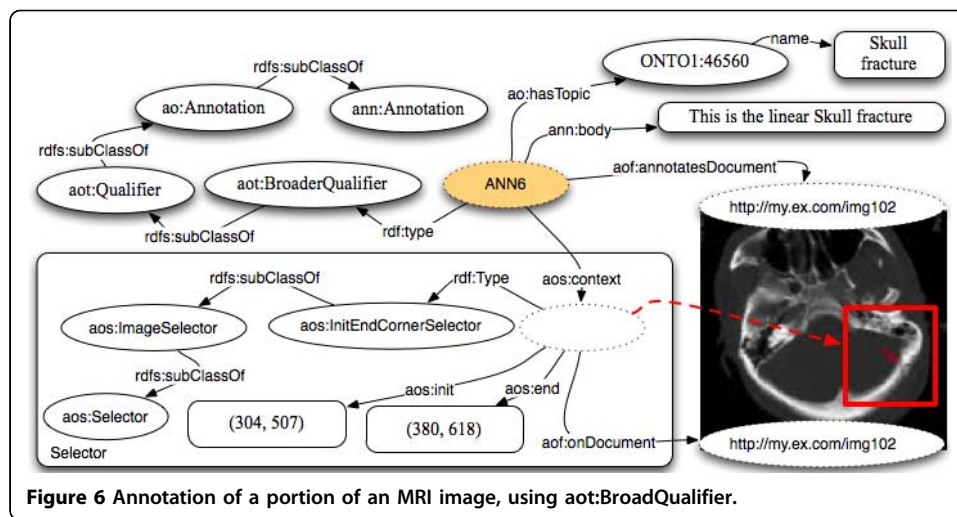 name
Skull
fracture
ONTO1:46560
rdfs:subClassOf
ao:hasTopic
ao:Annotation
ann:Annotation
ann:body
This is the linear Skull fracture
rdfs:subClassOf
aof:annotatesDocument
aot:Qualifier
aot:BroaderQualifier
ANN6
http://my.ex.com/img102
rdfs:subClassOf
rdf:type
aos:context
rdfs:subClassOf
rdf:Type
aos:ImageSelector
aos:InitEndCornerSelector
rdfs:subClassOf
aos:init
aos:end
aos:Selector
(304, 507)
(380, 618)
aof:onDocument
http://my.ex.com/img102
Selector
Figure 6 Annotation of a portion of an MRI image, using aot:BroadQualifier.